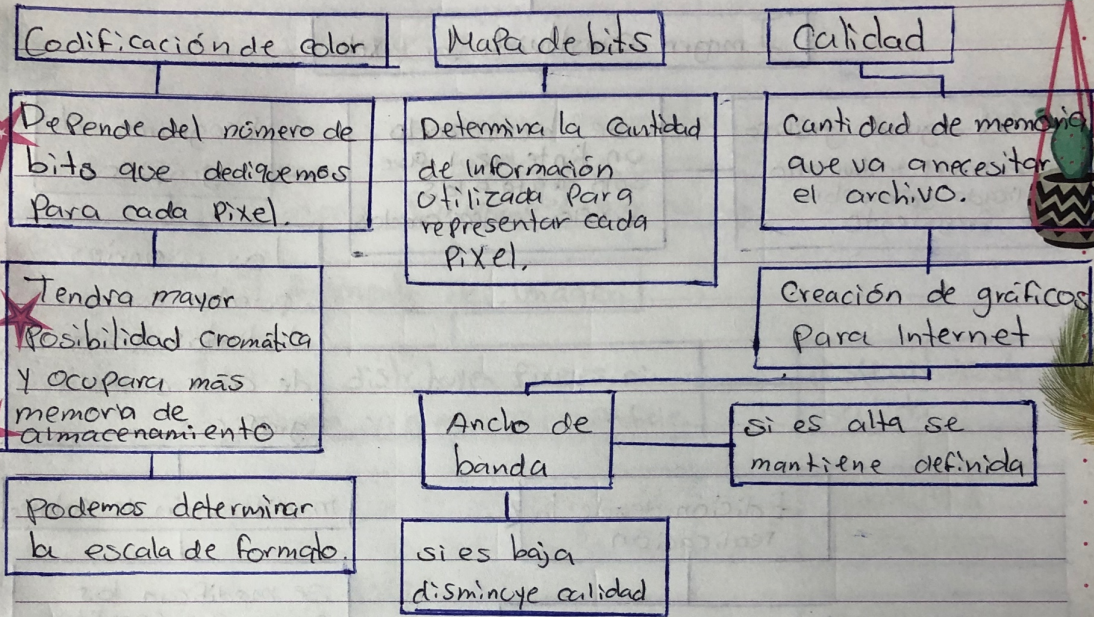 Codificación de color
Depende del número de
bits que dediquemos
Para cada Pixel.
Tendra mayor
Posibilidad cromática
Y ocupara más
memoria de
almacenamiento
podemos determinar
la escala de formato.
Mapa de bits
Determina la cantidad
de información
utilizada Para
representar cada
Pixel.
Calidad
Cantidad de memoria
que va a necesitar
el archivo.
Creación de gráficos
para Internet
Ancho de
banda
si es alta se
mantiene definida
si es baja
disminuye calidad